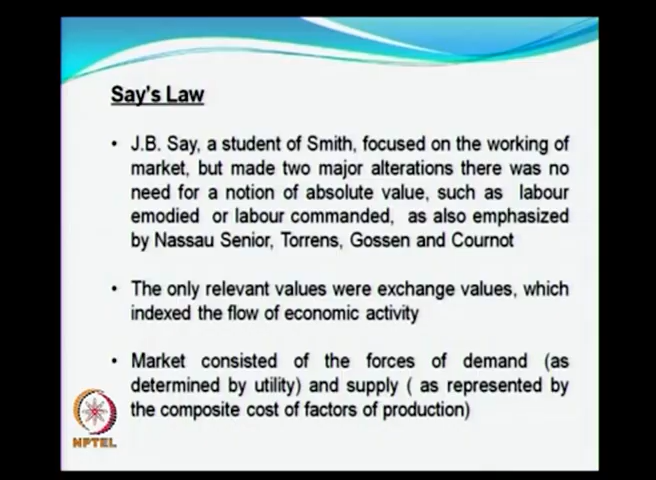 Say's Law
• J.B. Say, a student of Smith, focused on the working of
market, but made two major alterations there was no
need for a notion of absolute value, such as labour
emodied or labour commanded, as also emphasized
by Nassau Senior, Torrens, Gossen and Cournot
• The only relevant values were exchange values, which
indexed the flow of economic activity
• Market consisted of the forces of demand (as
determined by utility) and supply ( as represented by
the composite cost of factors of production)
NPTEL